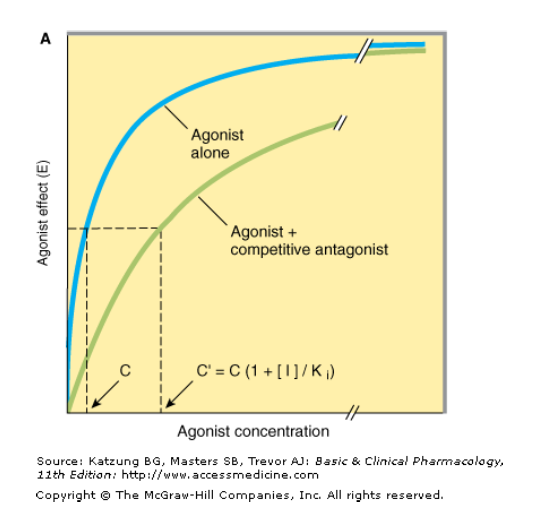 A
Agonist effect (E)
Agonist
alone
Agonist +
competitive antagonist
C
C' = C (1 + [ I ] / K i)
Agonist concentration
Source: Katzung BG, Masters SB, Trevor AJ: Basic & Clinical Pharmacology,
11th Edition: http://www.accessmedicine.com
Copyright © The McGraw-Hill Companies, Inc. All rights reserved.